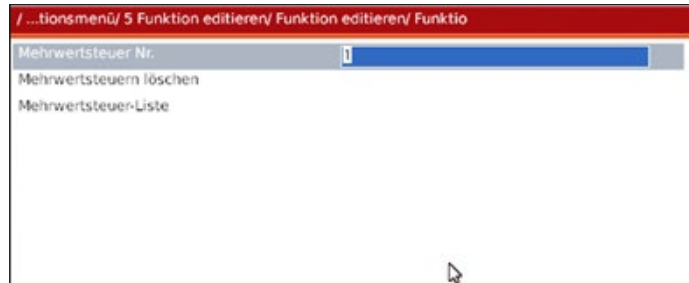 / ...tionsmenü/ 5 Funktion editieren/ Funktion editieren/ Funktio
Mehrwertsteuer Nr. 1
Mehrwertsteuern löschen
Mehrwertsteuer-Liste